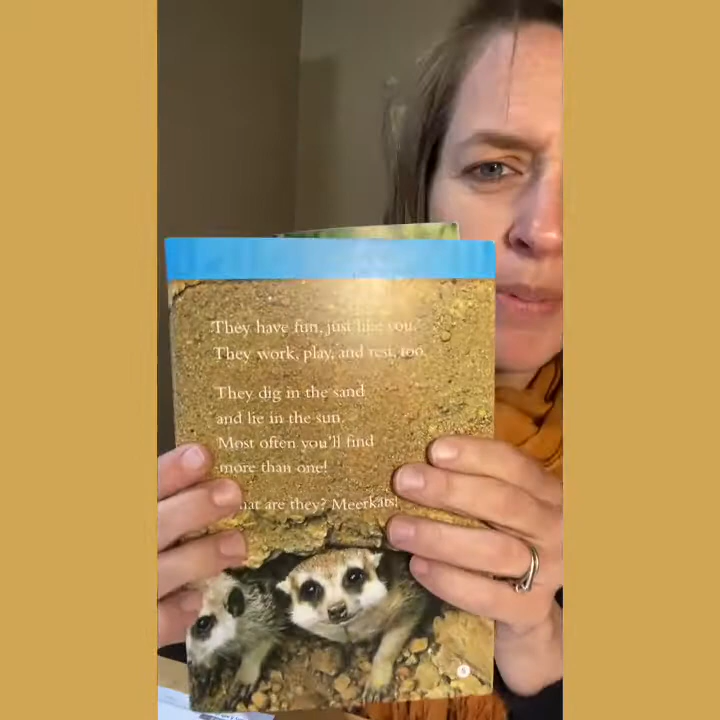 They have fun, just like you.
They work, play, and rest, too.
They dig in the sand
and lie in the sun.
Most often you'll find
more than one!
are they? Meerkats!
5